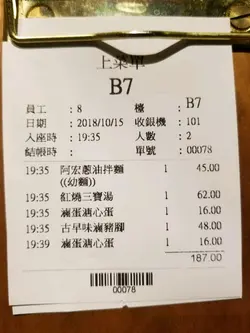 上菜單
B7
員工 : 8 檯 : B7
日期 : 2018/10/15 收銀機 : 101
入座時 : 19:35 人數 : 2
結帳時 : 單號 : 00078
19:35 阿宏蔥油拌麵 1 45.00
((幼麵))
19:35 紅燒三寶湯 1 62.00
19:35 滷蛋溏心蛋 1 16.00
19:35 古早味滷豬腳 1 48.00
19:39 滷蛋溏心蛋 1 16.00
187.00
00078